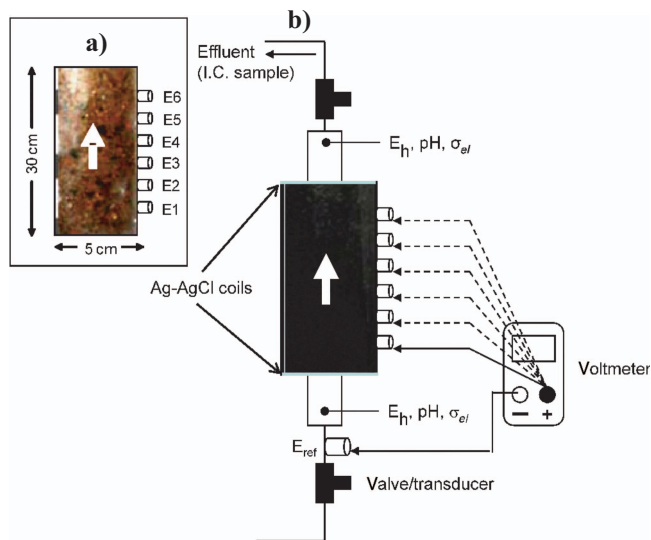 a)
30 cm
E6
E5
E4
E3
E2
E1
5 cm
b)
Effluent
(I.C. sample)
Eh, pH, σel
Ag-AgCl coils
Voltmeter
− +
Eh, pH, σel
Eref
Valve/transducer